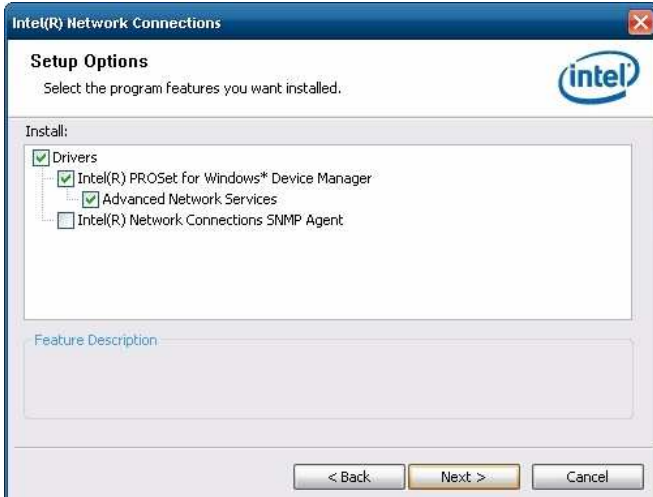 Intel(R) Network Connections
Setup Options
Select the program features you want installed.
intel
Install:
Drivers
Intel(R) PROSet for Windows* Device Manager
Advanced Network Services
Intel(R) Network Connections SNMP Agent
Feature Description
< Back
Next >
Cancel